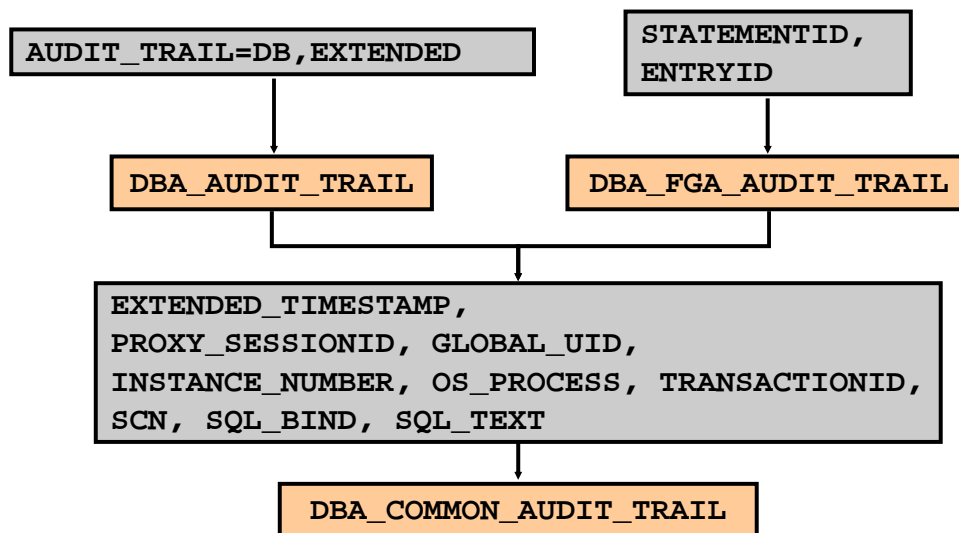 AUDIT_TRAIL=DB,EXTENDED
STATEMENTID,
ENTRYID
DBA_AUDIT_TRAIL
DBA_FGA_AUDIT_TRAIL
EXTENDED_TIMESTAMP,
PROXY_SESSIONID, GLOBAL_UID,
INSTANCE_NUMBER, OS_PROCESS, TRANSACTIONID,
SCN, SQL_BIND, SQL_TEXT
DBA_COMMON_AUDIT_TRAIL